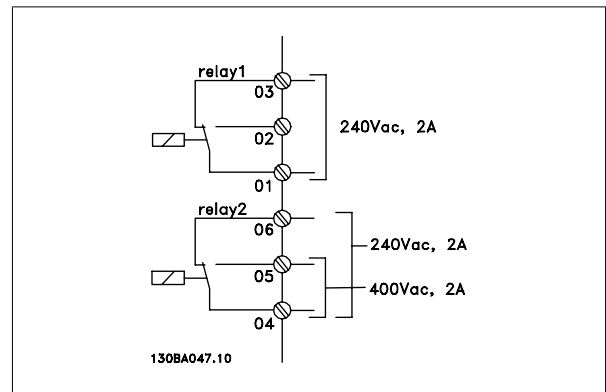 relay1
03
02
240Vac, 2A
01
relay2
06
240Vac, 2A
05
400Vac, 2A
04
130BA047.10